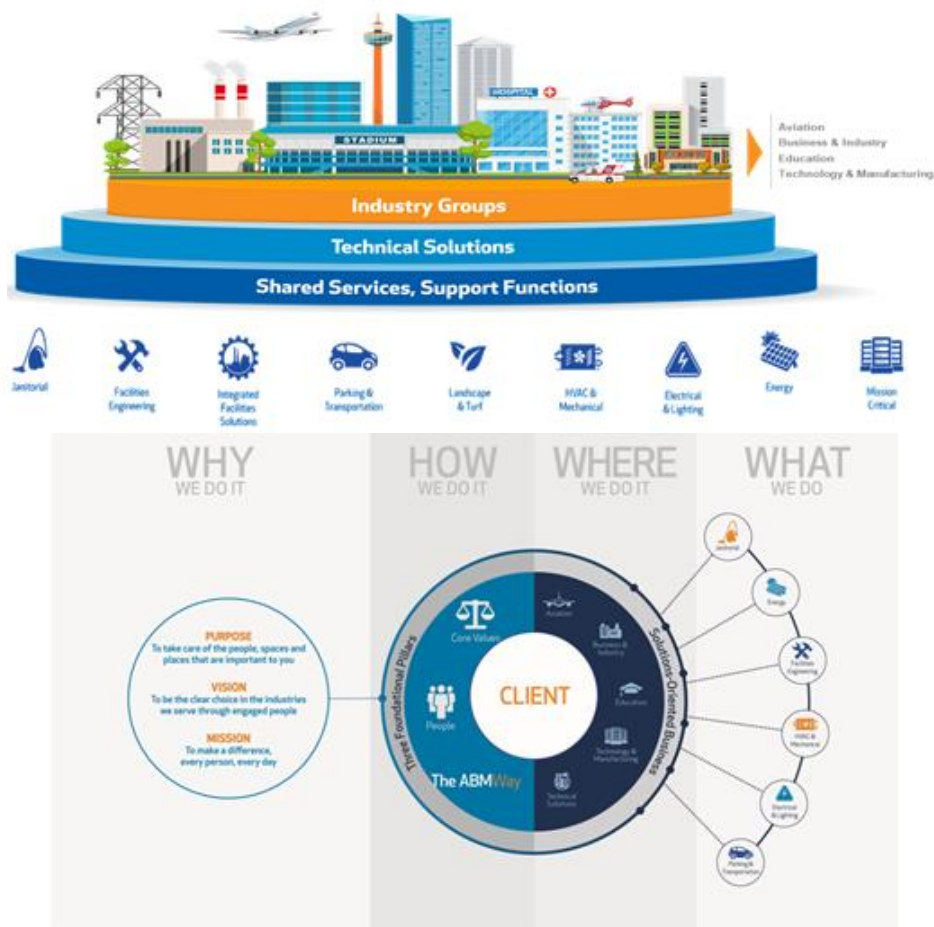 HOSPITAL
STADIUM
Aviation
Business & Industry
Education
Technology & Manufacturing
Industry Groups
Technical Solutions
Shared Services, Support Functions
Janitorial
Facilities
Engineering
Integrated
Facilities
Solutions
Parking &
Transportation
Landscape
& Turf
HVAC &
Mechanical
Electrical
& Lighting
Energy
Mission
Critical
WHY
WE DO IT
HOW
WE DO IT
WHERE
WE DO IT
WHAT
WE DO
PURPOSE
To take care of the people, spaces and
places that are important to you
VISION
To be the clear choice in the industries
we serve through engaged people
MISSION
To make a difference,
every person, every day
Three Foundational Pillars
Core Values
People
The ABMWay
CLIENT
Aviation
Business &
Industry
Education
Technology &
Manufacturing
Technical
Solutions
Solutions-Oriented Business
Janitorial
Energy
Facilities
Engineering
HVAC &
Mechanical
Electrical
& Lighting
Parking &
Transportation